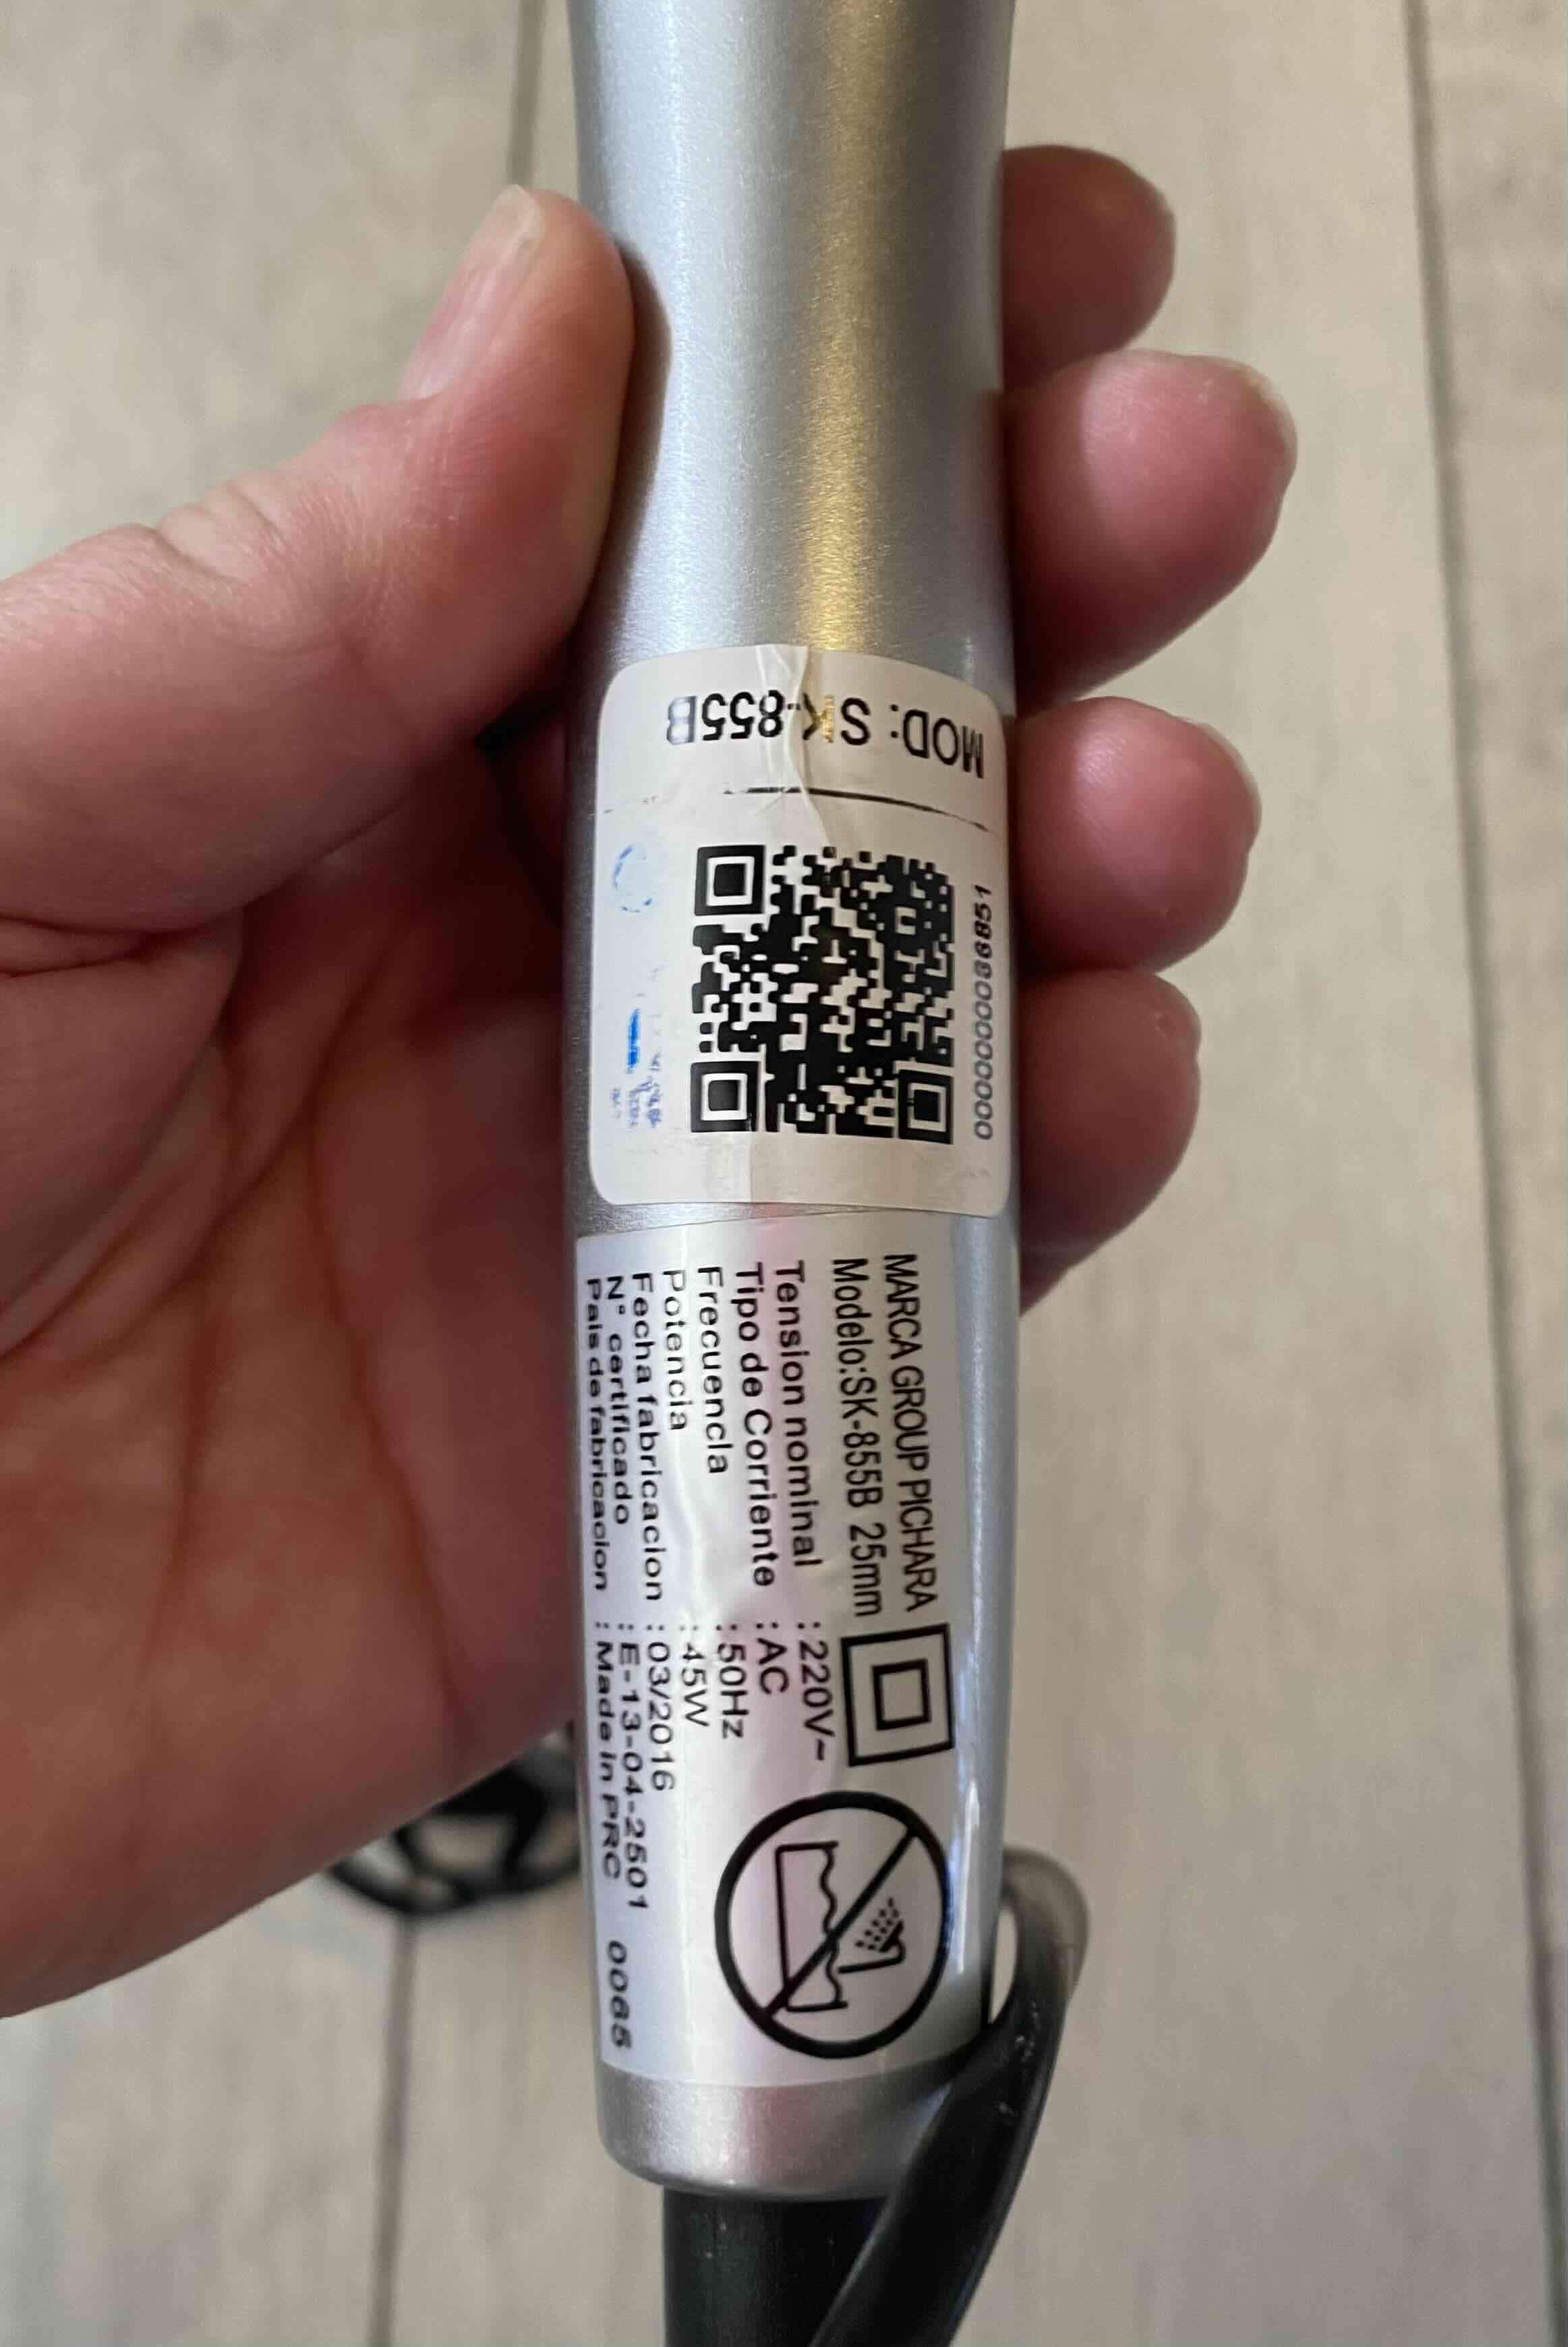 MOD: SK-855B
0000000000888851
MARCA GROUP PICHARA
Modelo:SK-855B 25mm
Tension nominal :220V~
Tipo de Corriente :AC
Frecuencia :50Hz
Potencia :45W
Fecha fabricacion :03/2016
N° certificado :E-13-04-2501 0065
Pais de fabricacion :Made in PRC